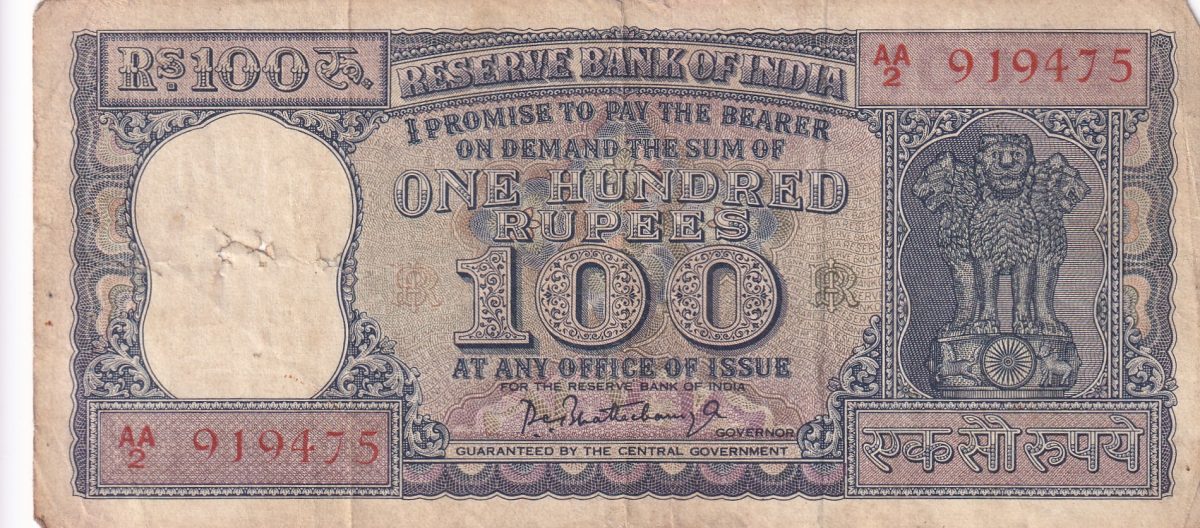 Rs. 100 रु.
RESERVE BANK OF INDIA
AA
2 919475
I PROMISE TO PAY THE BEARER
ON DEMAND THE SUM OF
ONE HUNDRED
RUPEES
100
AT ANY OFFICE OF ISSUE
FOR THE RESERVE BANK OF INDIA
GOVERNOR
GUARANTEED BY THE CENTRAL GOVERNMENT
AA
2 919475
एक सौ रुपये